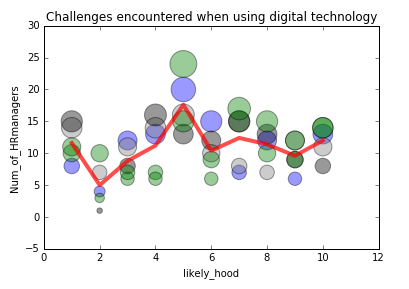 Challenges encountered when using digital technology
30
25
20
15
10
5
0
−5
Num_of_HRmanagers
0 2 4 6 8 10 12
likely_hood